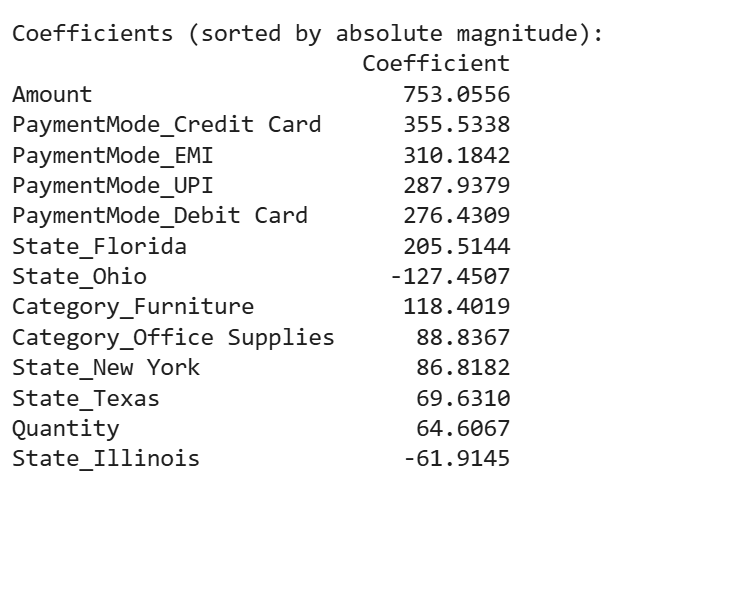 Coefficients (sorted by absolute magnitude):
Coefficient
Amount 753.0556
PaymentMode_Credit Card 355.5338
PaymentMode_EMI 310.1842
PaymentMode_UPI 287.9379
PaymentMode_Debit Card 276.4309
State_Florida 205.5144
State_Ohio -127.4507
Category_Furniture 118.4019
Category_Office Supplies 88.8367
State_New York 86.8182
State_Texas 69.6310
Quantity 64.6067
State_Illinois -61.9145